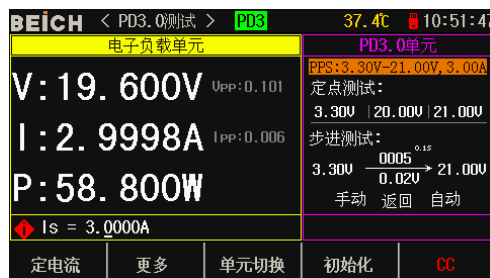 BEICH < PD3.0测试 > PD3 37.4℃ 10:51:47
电子负载单元
PD3.0单元
V:19.600V Vpp:0.101
I:2.9998A Ipp:0.006
P:58.800W
Is = 3.0000A
PPS:3.30V-21.00V,3.00A
定点测试:
3.30V |20.00V|21.00V
步进测试:
0.1S
3.30V 0005 → 21.00V
0.02V
手动 返回 自动
定电流 更多 单元切换 初始化 CC